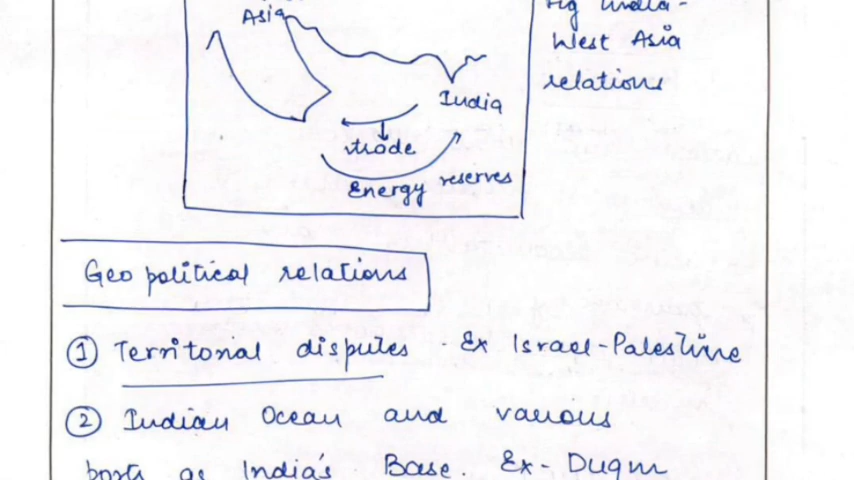 Asia
Fig India-
West Asia
relations
India
trade
Energy reserves
Geo political relations
① Territorial disputes - Ex Israel-Palestine
② Indian Ocean and various
ports as India's Base. Ex- Duqm